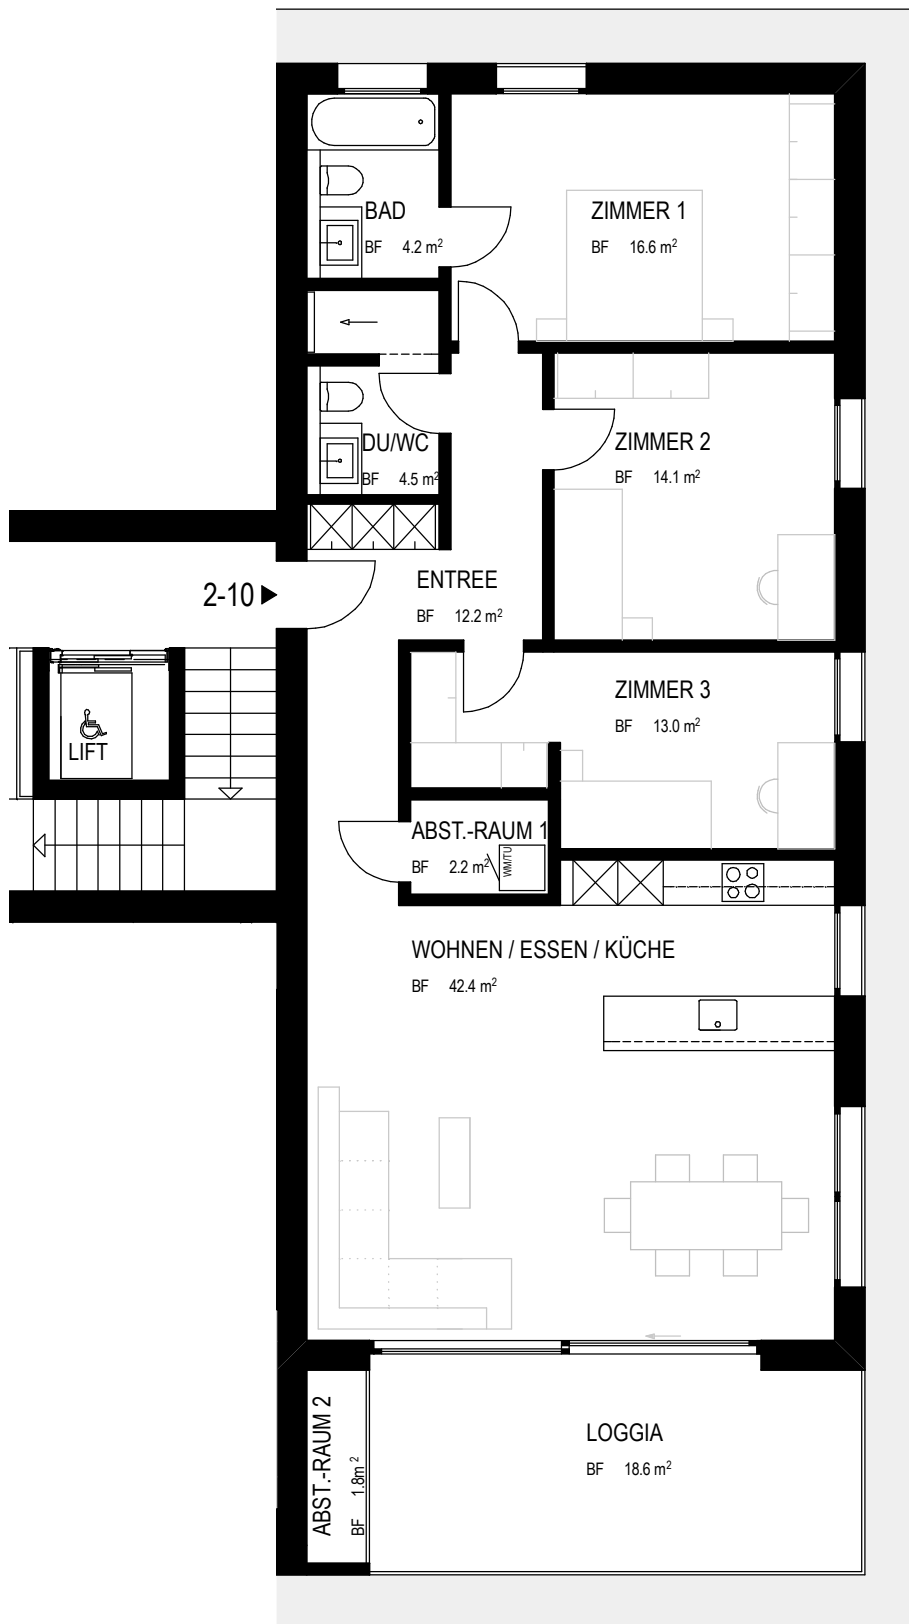 BAD
BF 4.2 m²
ZIMMER 1
BF 16.6 m²
DU/WC
BF 4.5 m²
ZIMMER 2
BF 14.1 m²
2-10
ENTREE
BF 12.2 m²
ZIMMER 3
BF 13.0 m²
LIFT
ABST.-RAUM 1
BF 2.2 m²
WM/TU
WOHNEN / ESSEN / KÜCHE
BF 42.4 m²
ABST.-RAUM 2
BF 1.8m²
LOGGIA
BF 18.6 m²